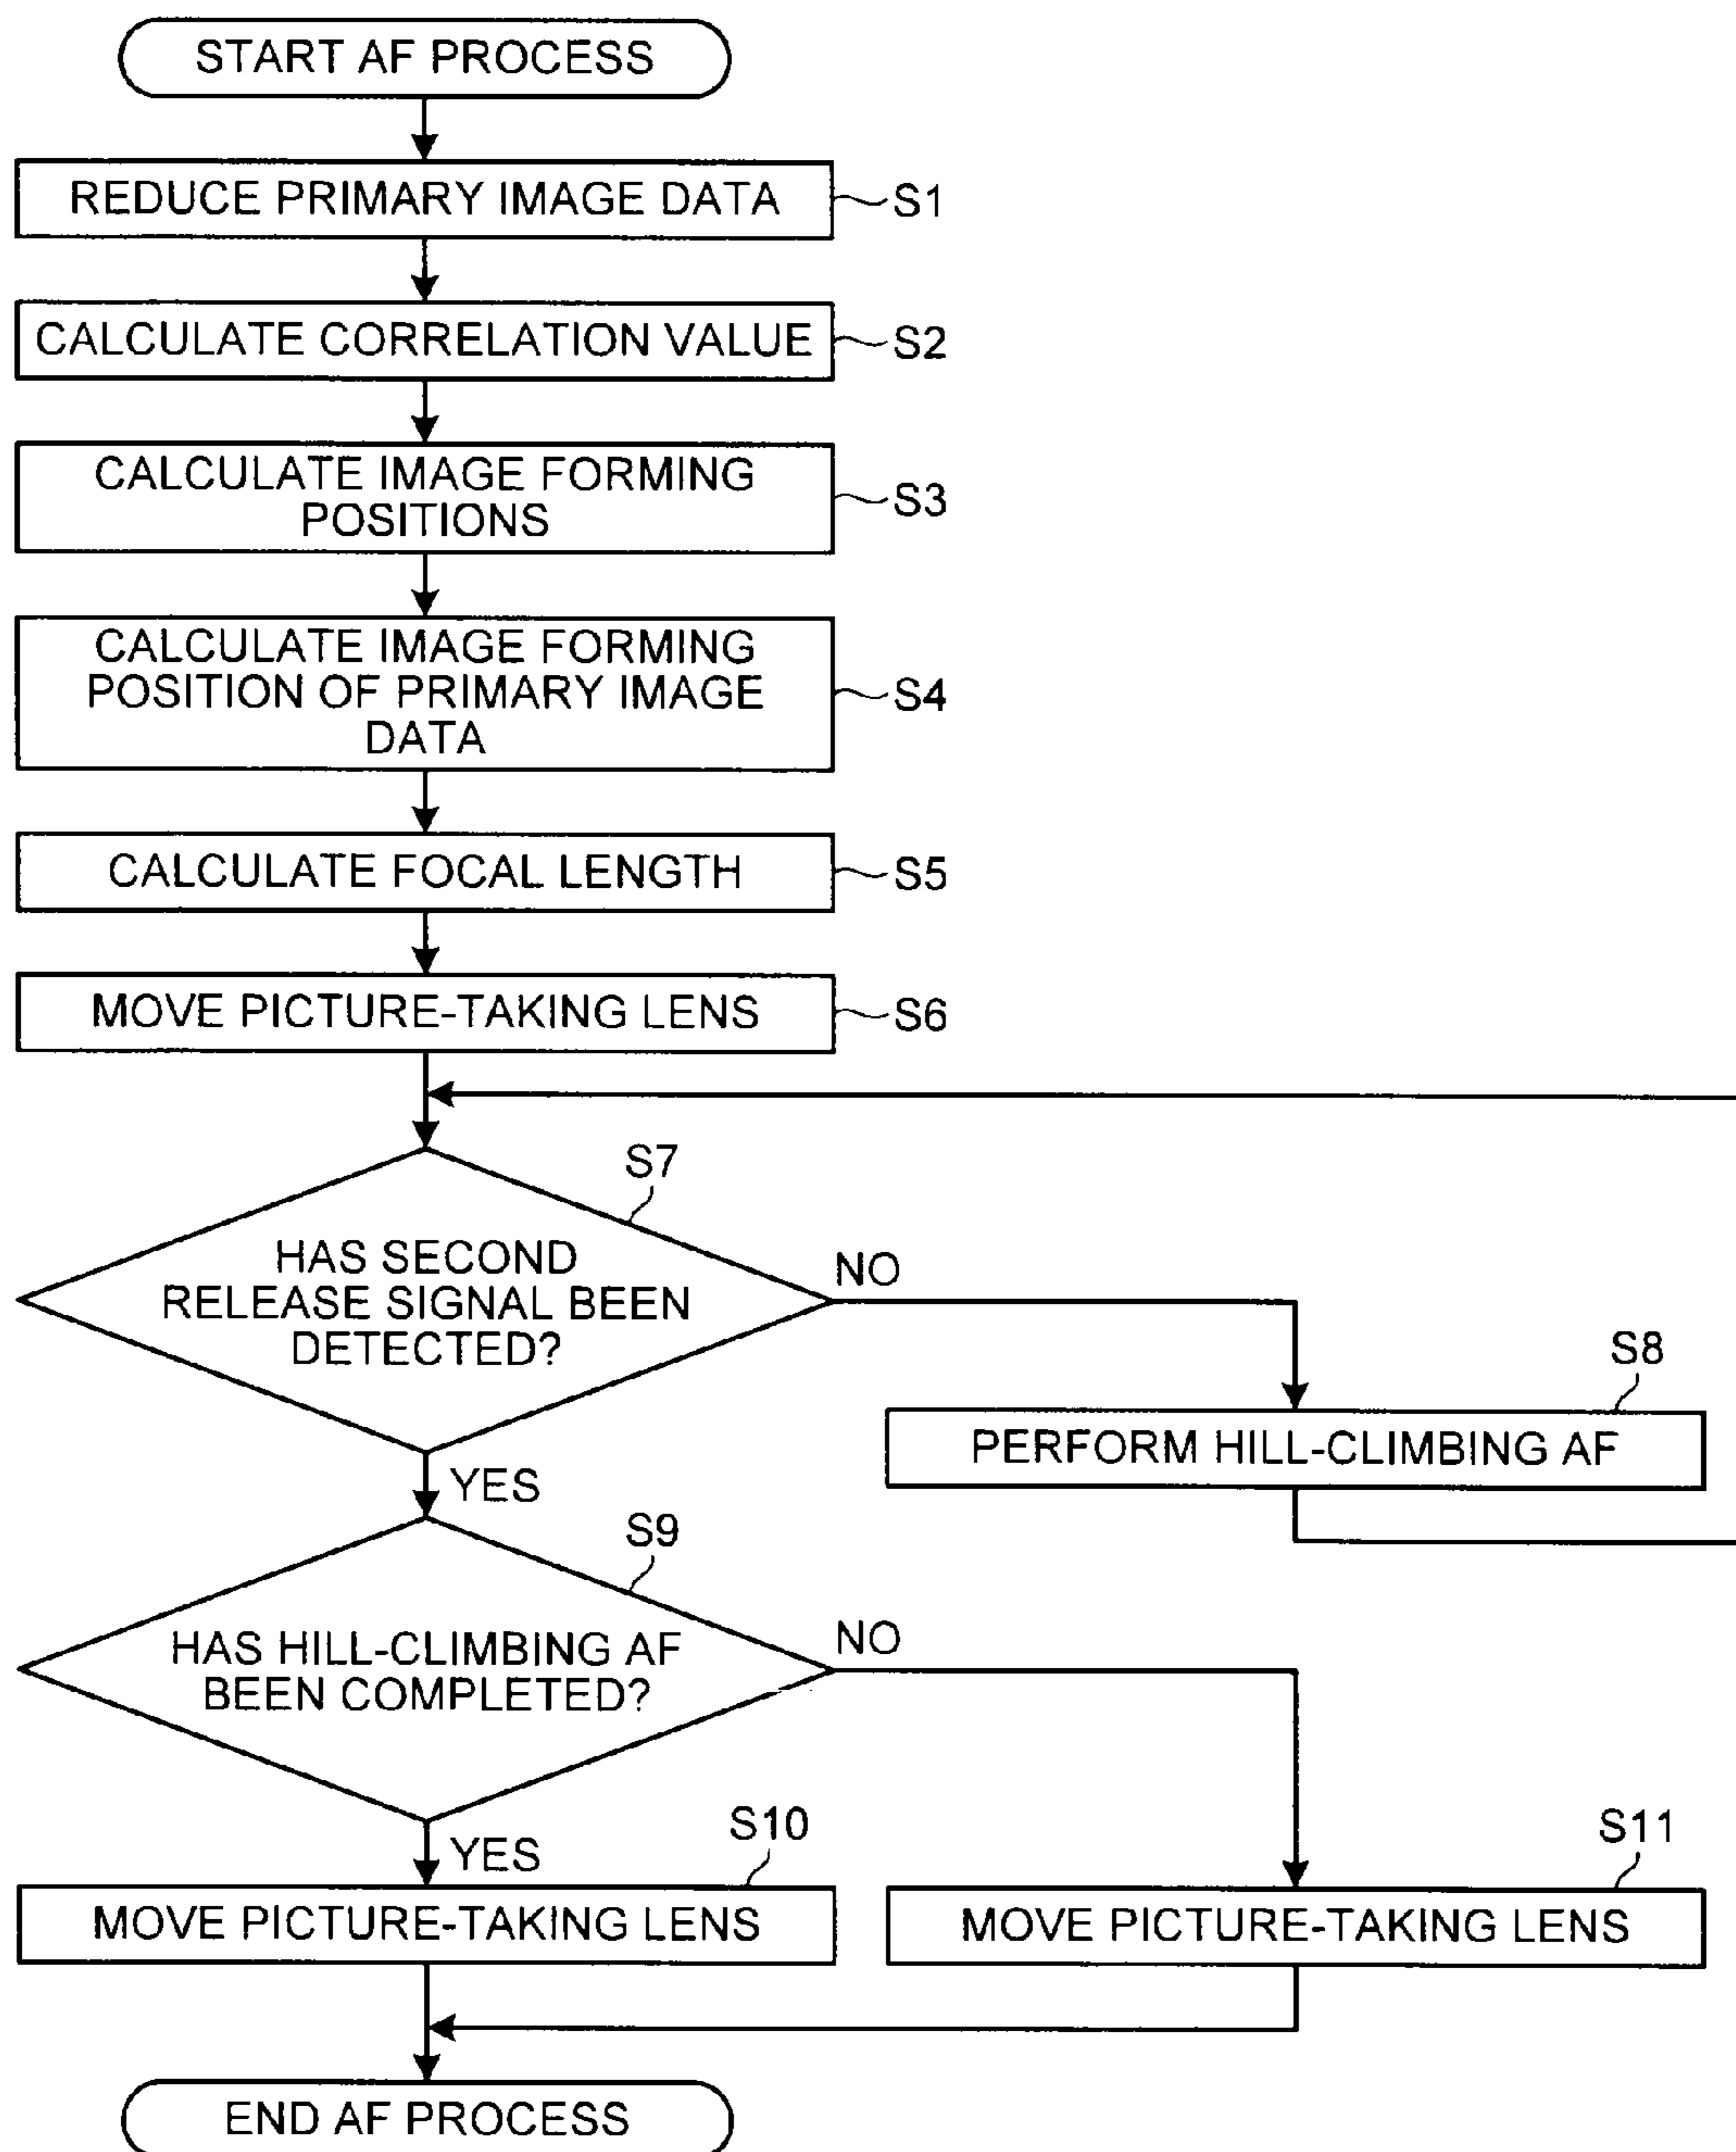 START AF PROCESS
REDUCE PRIMARY IMAGE DATA
S1
CALCULATE CORRELATION VALUE
S2
CALCULATE IMAGE FORMING
POSITIONS
S3
CALCULATE IMAGE FORMING
POSITION OF PRIMARY IMAGE
DATA
S4
CALCULATE FOCAL LENGTH
S5
MOVE PICTURE-TAKING LENS
S6
S7
HAS SECOND
RELEASE SIGNAL BEEN
DETECTED?
NO
YES
S8
PERFORM HILL-CLIMBING AF
S9
HAS HILL-CLIMBING AF
BEEN COMPLETED?
NO
YES
S10
MOVE PICTURE-TAKING LENS
S11
MOVE PICTURE-TAKING LENS
END AF PROCESS